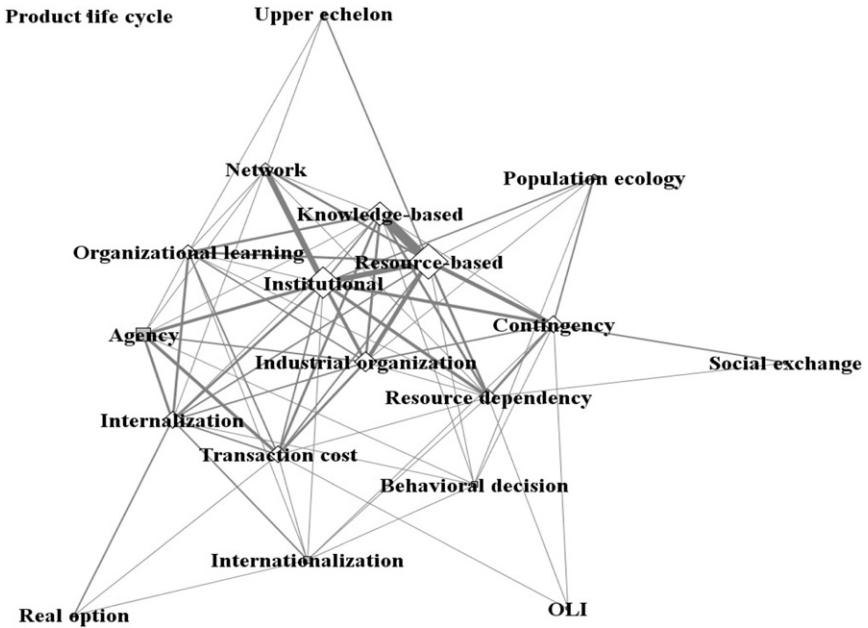 Product life cycle
Upper echelon
Network
Population ecology
Knowledge-based
Organizational learning
Resource-based
Institutional
Contingency
Agency
Industrial organization
Social exchange
Resource dependency
Internalization
Transaction cost
Behavioral decision
Internationalization
OLI
Real option